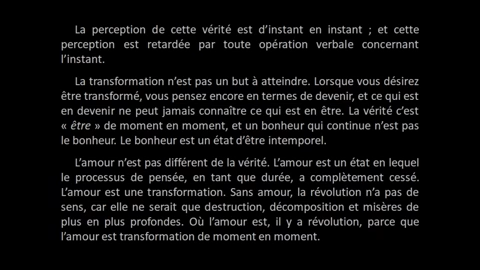 La perception de cette vérité est d’instant en instant ; et cette
perception est retardée par toute opération verbale concernant
l’instant.
La transformation n’est pas un but à atteindre. Lorsque vous désirez
être transformé, vous pensez encore en termes de devenir, et ce qui est
en devenir ne peut jamais connaître ce qui est en être. La vérité c’est
« être » de moment en moment, et un bonheur qui continue n’est pas
le bonheur. Le bonheur est un état d’être intemporel.
L’amour n’est pas différent de la vérité. L’amour est un état en lequel
le processus de pensée, en tant que durée, a complètement cessé.
L’amour est une transformation. Sans amour, la révolution n’a pas de
sens, car elle ne serait que destruction, décomposition et misères de
plus en plus profondes. Où l’amour est, il y a révolution, parce que
l’amour est transformation de moment en moment.